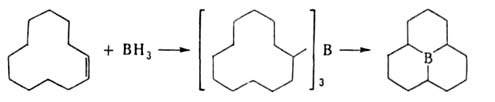 + BH₃ → [ ]₃ B → B